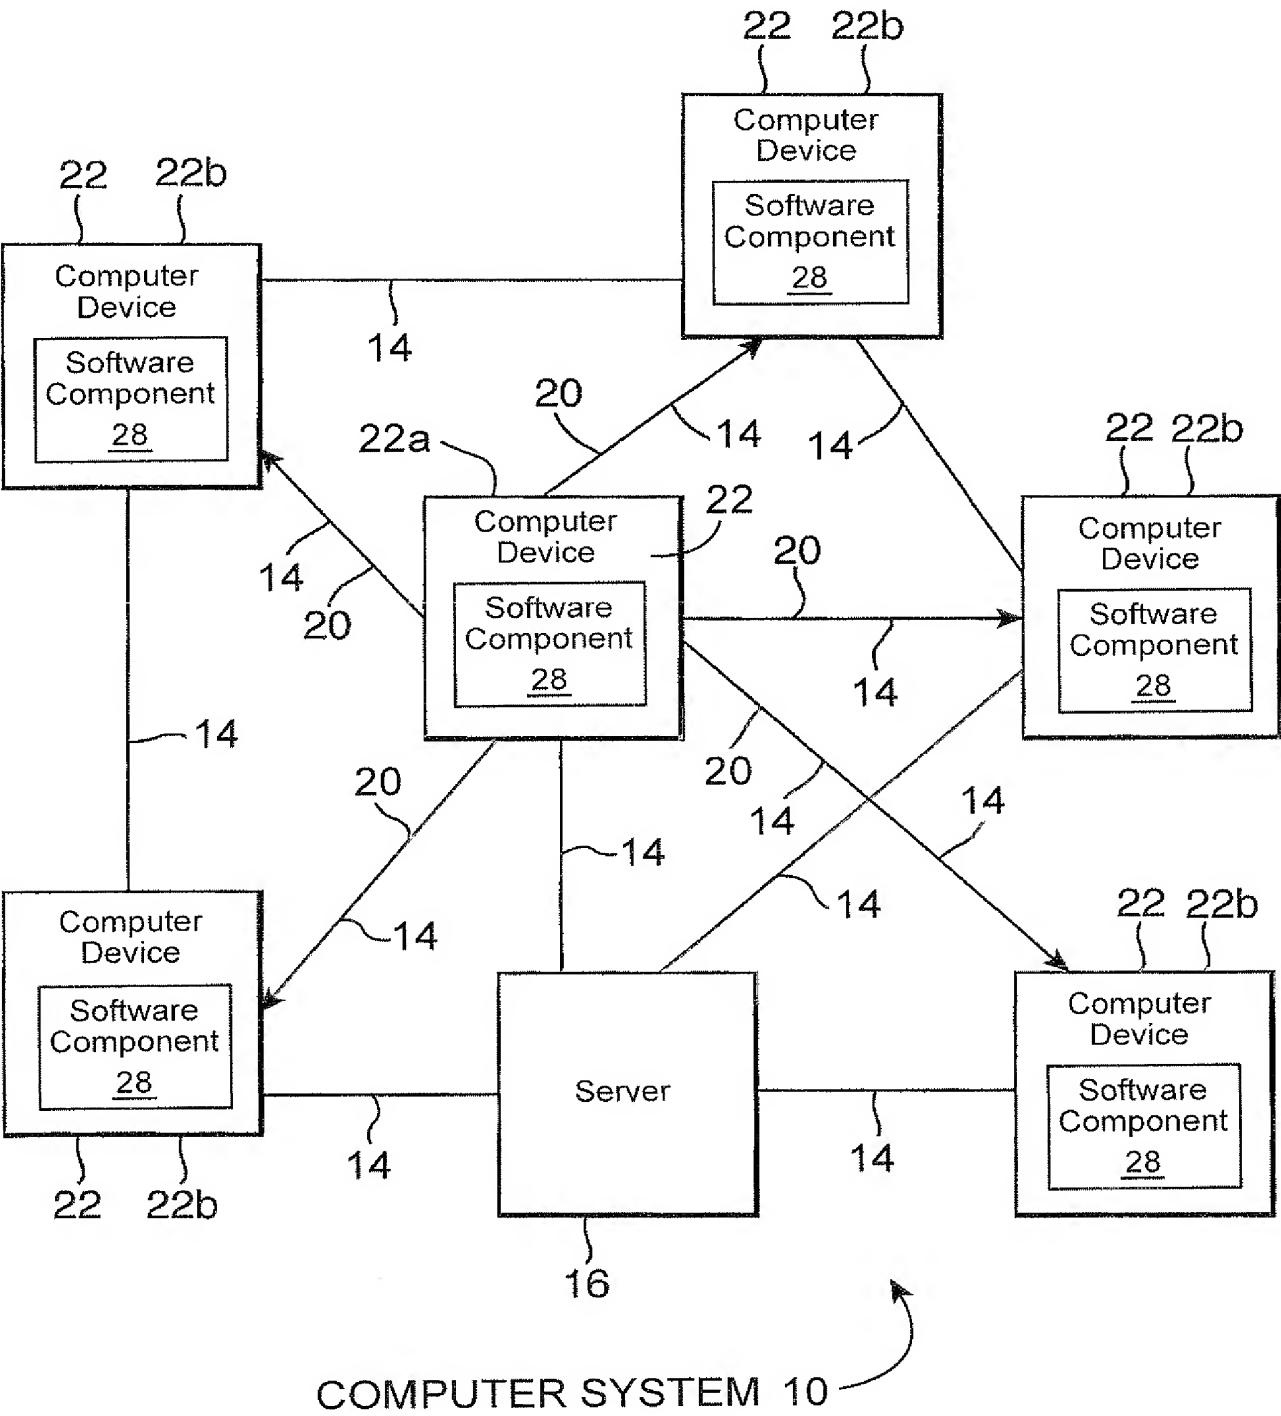 22 22b
Computer
Device
Software
Component
28
22 22b
Computer
Device
Software
Component
28
14
20
14
14
22a
22
Computer
Device
Software
Component
28
22 22b
Computer
Device
Software
Component
28
14
20
20
14
14
20
14
14
20
14
14
14
14
22 22b
Computer
Device
Software
Component
28
Computer
Device
Software
Component
28
22 22b
14
Server
16
14
COMPUTER SYSTEM 10